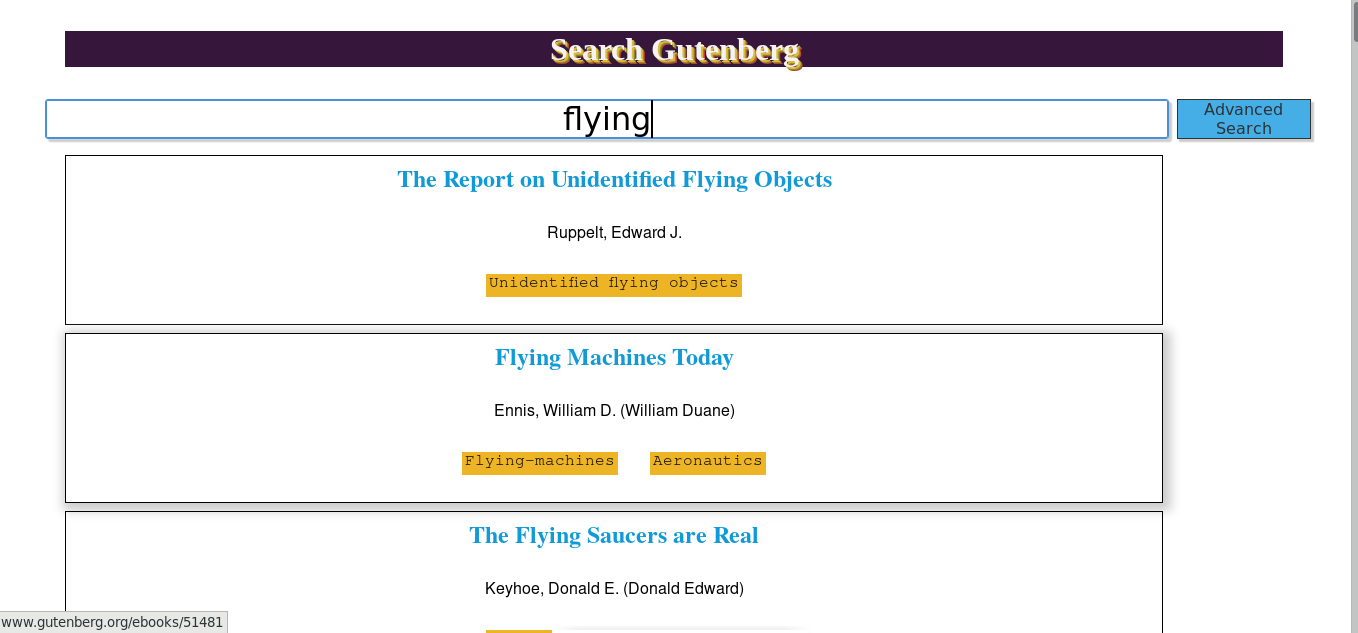 Search Gutenberg
flying
Advanced
Search
The Report on Unidentified Flying Objects
Ruppelt, Edward J.
Unidentified flying objects
Flying Machines Today
Ennis, William D. (William Duane)
Flying-machines Aeronautics
The Flying Saucers are Real
Keyhoe, Donald E. (Donald Edward)
www.gutenberg.org/ebooks/51481